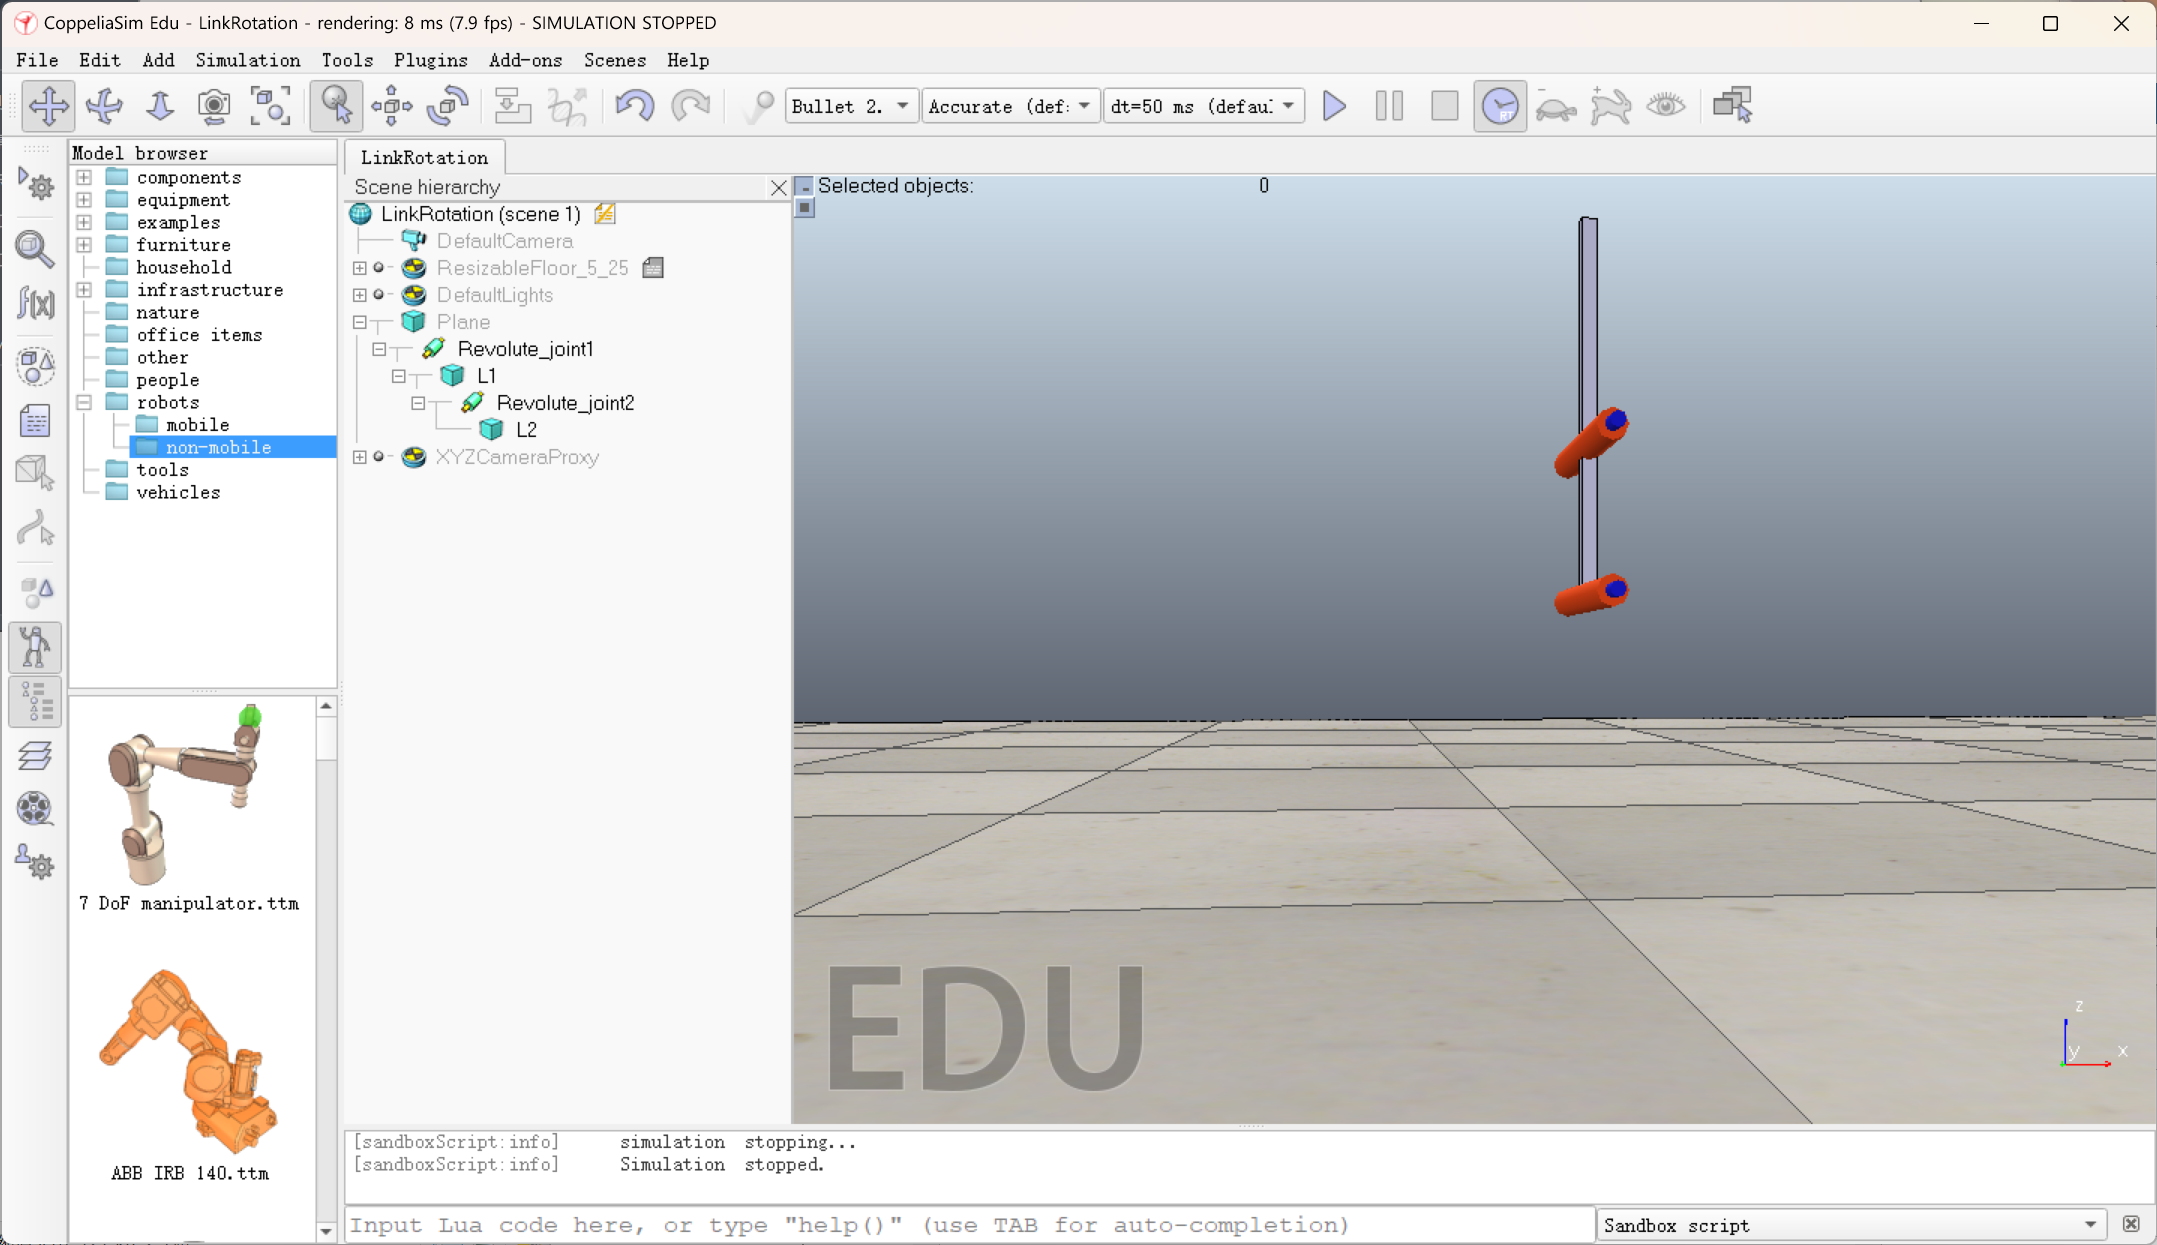 CoppeliaSim Edu - LinkRotation - rendering: 8 ms (7.9 fps) - SIMULATION STOPPED
File Edit Add Simulation Tools Plugins Add-ons Scenes Help
Bullet 2. Accurate (def: dt=50 ms (defau: RT
Model browser
components
equipment
examples
furniture
household
infrastructure
nature
office items
other
people
robots
mobile
non-mobile
tools
vehicles
7 DoF manipulator.ttm
ABB IRB 140.ttm
LinkRotation
Scene hierarchy
LinkRotation (scene 1)
DefaultCamera
ResizableFloor_5_25
DefaultLights
Plane
Revolute_joint1
L1
Revolute_joint2
L2
XYZCameraProxy
Selected objects: 0
EDU
z
y x
[sandboxScript:info] simulation stopping...
[sandboxScript:info] Simulation stopped.
Input Lua code here, or type "help()" (use TAB for auto-completion)
Sandbox script
f(x)